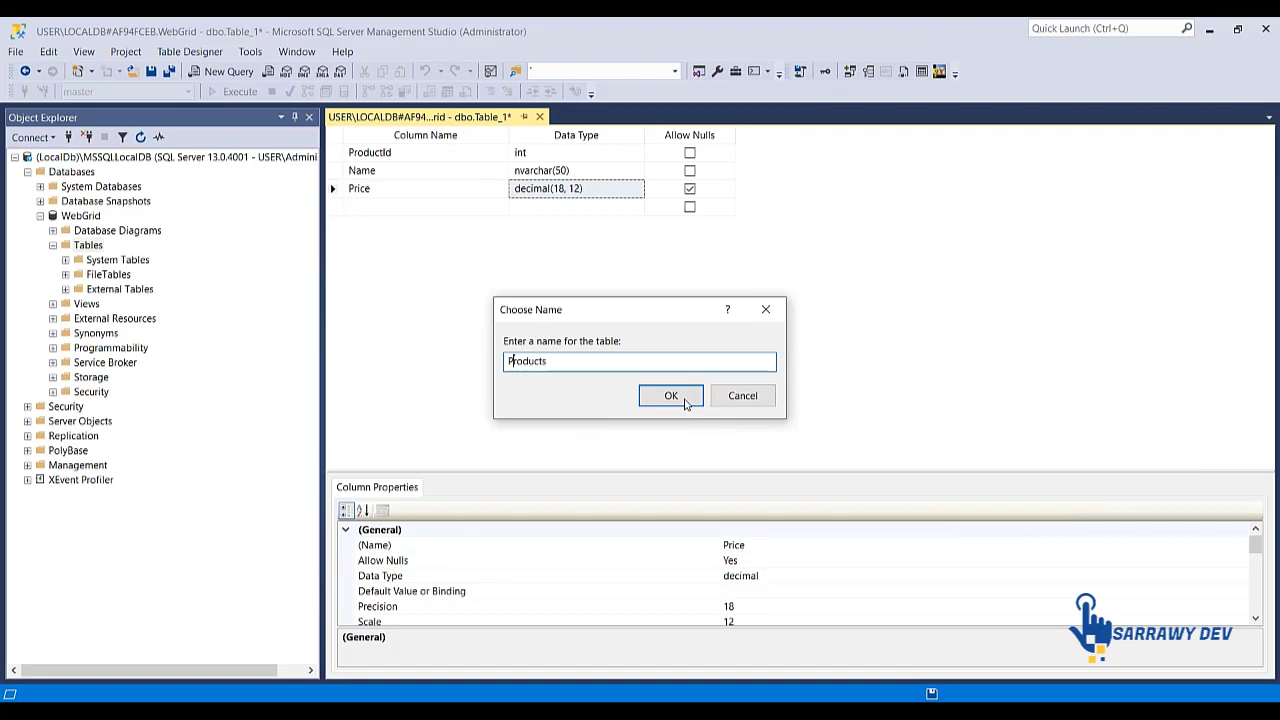 USER\LOCALDB#AF94FCEB.WebGrid - dbo.Table_1* - Microsoft SQL Server Management Studio (Administrator)
Quick Launch (Ctrl+Q)
File Edit View Project Table Designer Tools Window Help
New Query
master
Execute
Object Explorer
USER\LOCALDB#AF94...rid - dbo.Table_1*
Connect
Column Name Data Type Allow Nulls
ProductId int
Name nvarchar(50)
Price decimal(18, 12)
(LocalDb)\MSSQLLocalDB (SQL Server 13.0.4001 - USER\Admini
Databases
System Databases
Database Snapshots
WebGrid
Database Diagrams
Tables
System Tables
FileTables
External Tables
Views
External Resources
Synonyms
Programmability
Service Broker
Storage
Security
Security
Server Objects
Replication
PolyBase
Management
XEvent Profiler
Choose Name ?
Enter a name for the table:
Products
OK Cancel
Column Properties
(General)
(Name) Price
Allow Nulls Yes
Data Type decimal
Default Value or Binding
Precision 18
Scale 12
(General)
SARRAWY DEV